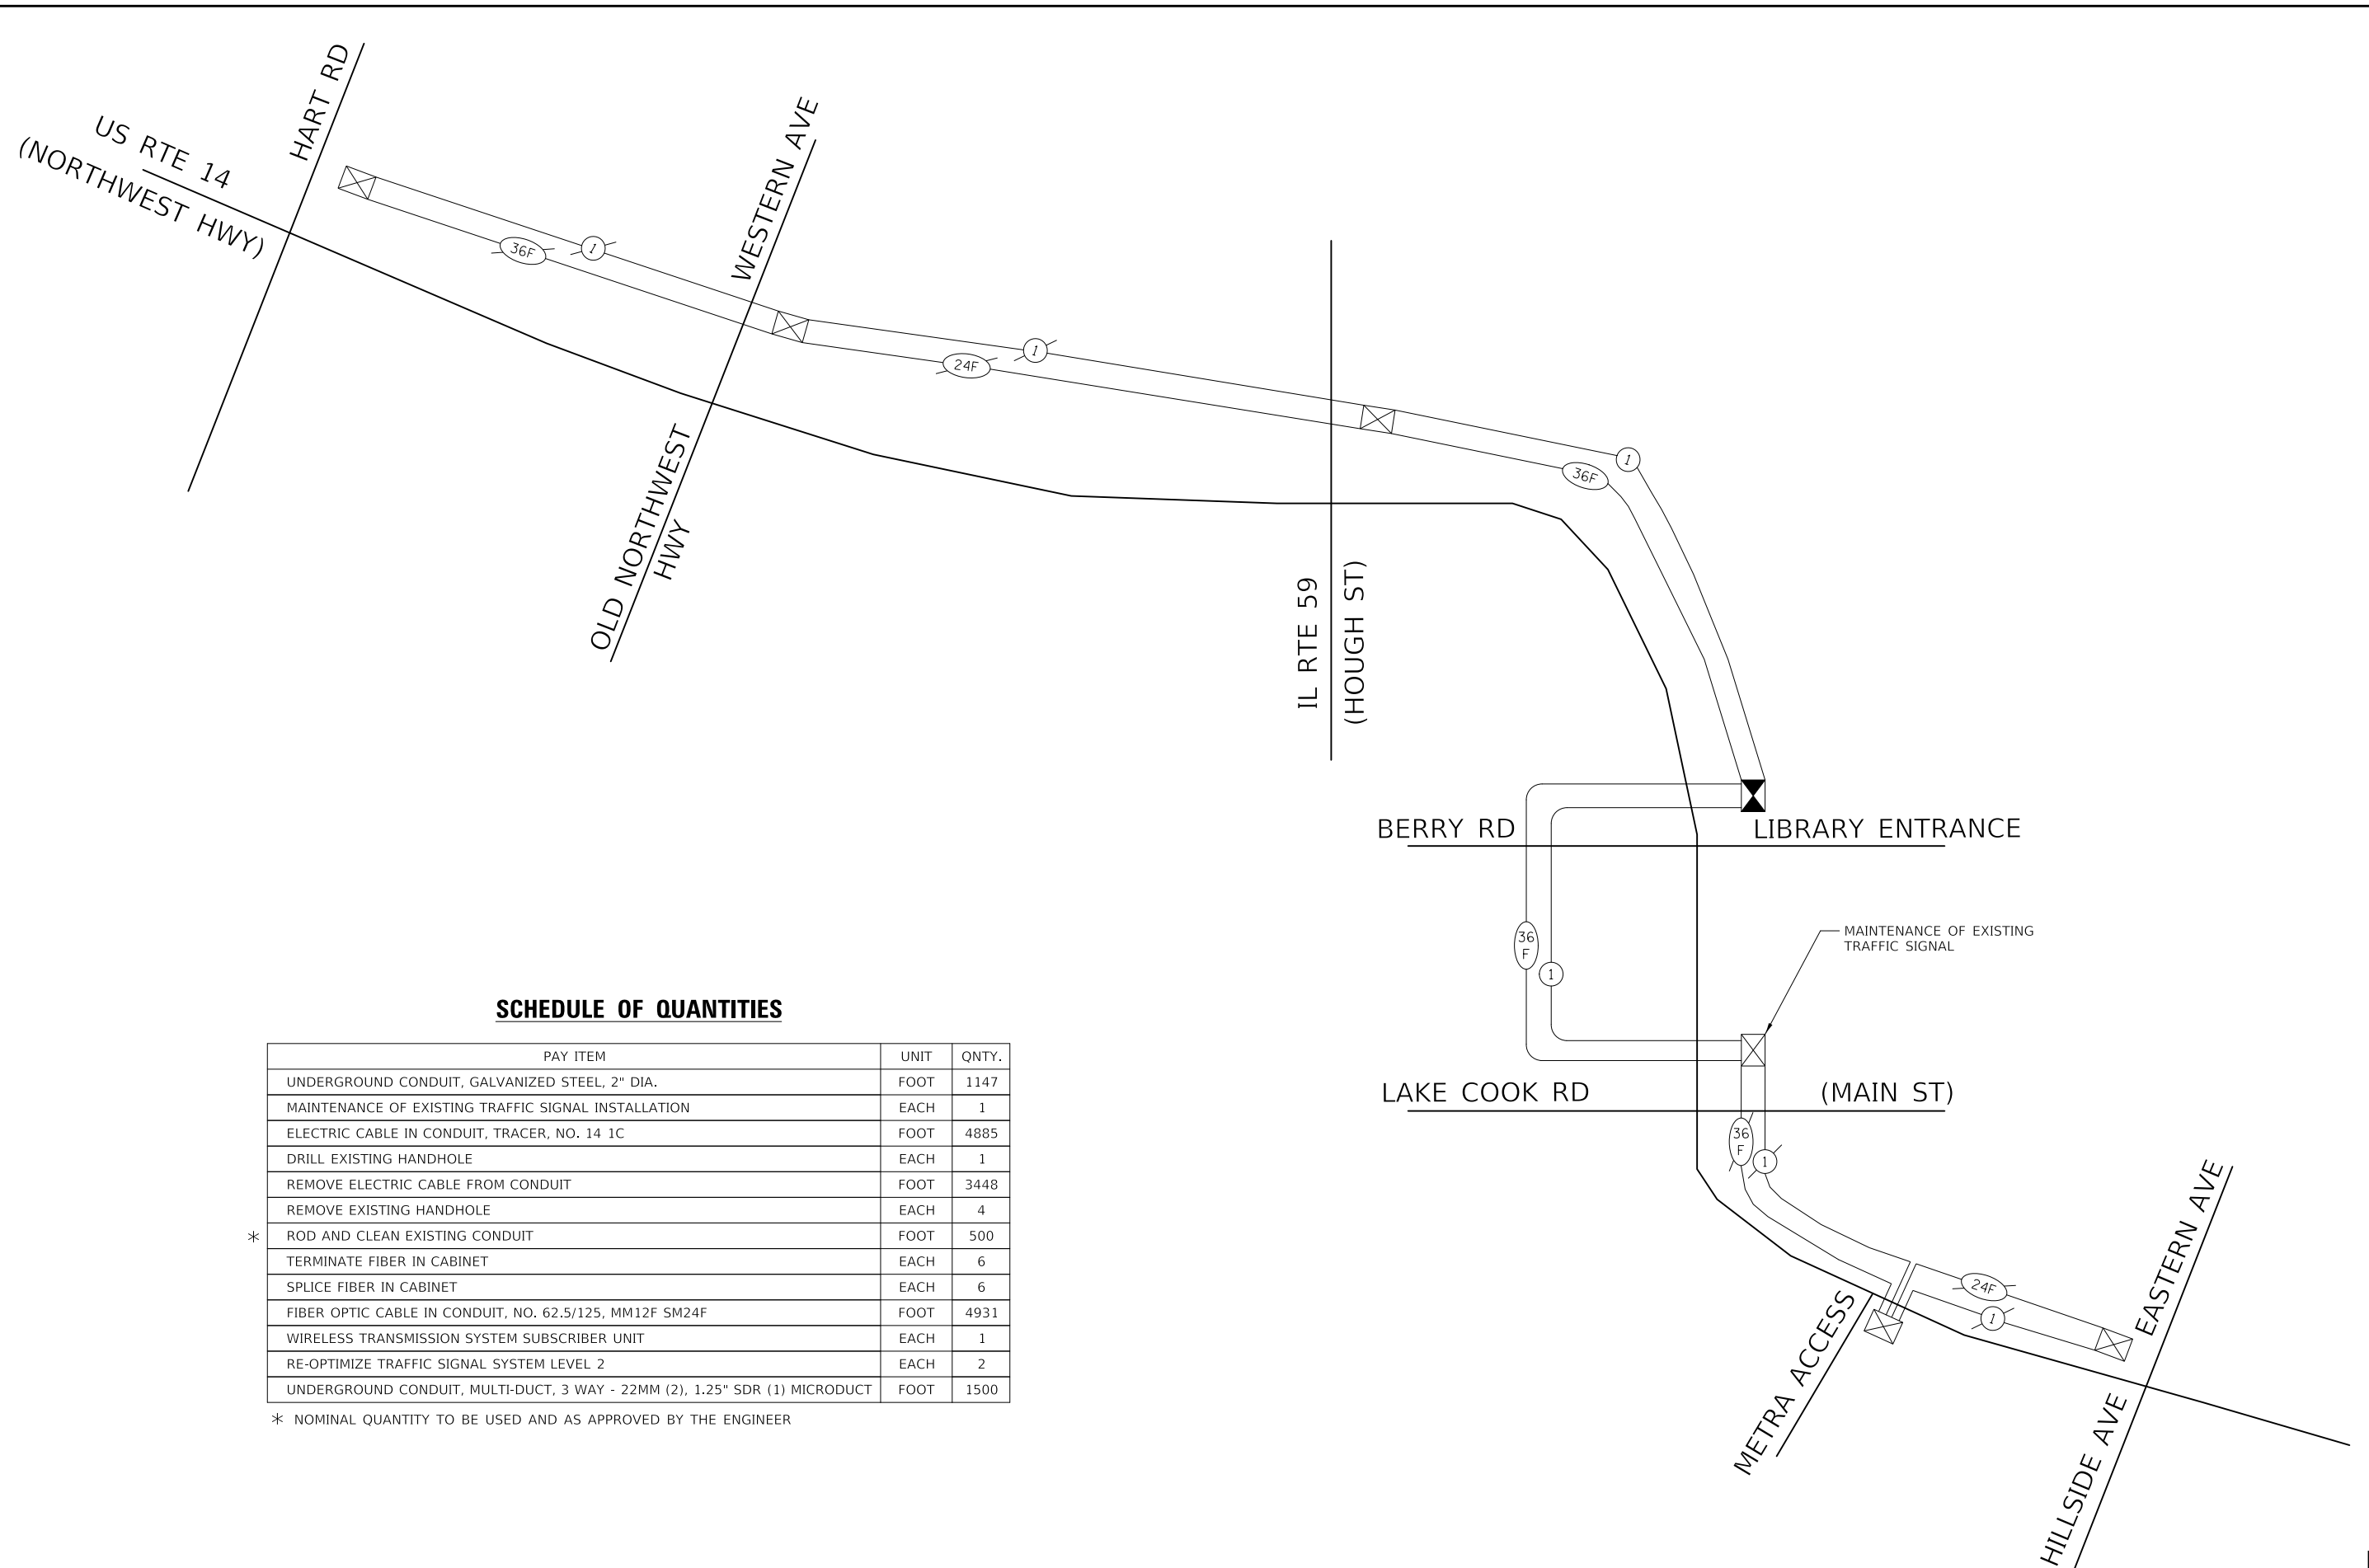 HART RD
US RTE 14
(NORTHWEST HWY)
WESTERN AVE
36F
1
1
24F
OLD NORTHWEST
HWY
1
36F
IL RTE 59
(HOUGH ST)
BERRY RD
LIBRARY ENTRANCE
36
F
1
MAINTENANCE OF EXISTING
TRAFFIC SIGNAL
LAKE COOK RD
(MAIN ST)
36
F
1
24F
1
METRA ACCESS
EASTERN AVE
HILLSIDE AVE
SCHEDULE OF QUANTITIES
PAY ITEM UNIT QNTY.
UNDERGROUND CONDUIT, GALVANIZED STEEL, 2" DIA. FOOT 1147
MAINTENANCE OF EXISTING TRAFFIC SIGNAL INSTALLATION EACH 1
ELECTRIC CABLE IN CONDUIT, TRACER, NO. 14 1C FOOT 4885
DRILL EXISTING HANDHOLE EACH 1
REMOVE ELECTRIC CABLE FROM CONDUIT FOOT 3448
REMOVE EXISTING HANDHOLE EACH 4
* ROD AND CLEAN EXISTING CONDUIT FOOT 500
TERMINATE FIBER IN CABINET EACH 6
SPLICE FIBER IN CABINET EACH 6
FIBER OPTIC CABLE IN CONDUIT, NO. 62.5/125, MM12F SM24F FOOT 4931
WIRELESS TRANSMISSION SYSTEM SUBSCRIBER UNIT EACH 1
RE-OPTIMIZE TRAFFIC SIGNAL SYSTEM LEVEL 2 EACH 2
UNDERGROUND CONDUIT, MULTI-DUCT, 3 WAY - 22MM (2), 1.25" SDR (1) MICRODUCT FOOT 1500
* NOMINAL QUANTITY TO BE USED AND AS APPROVED BY THE ENGINEER